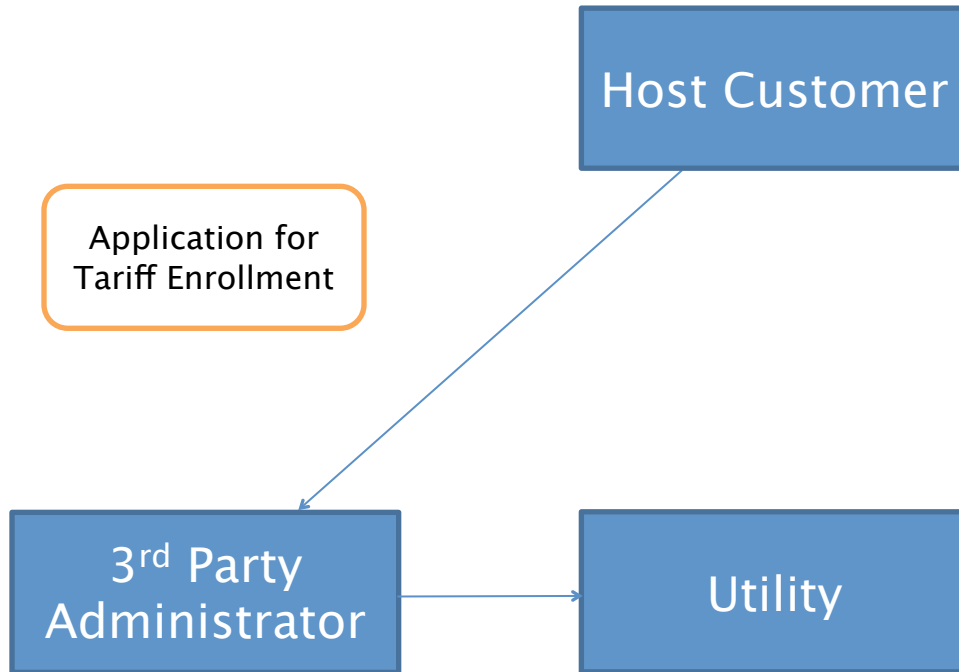 Host Customer
Application for
Tariff Enrollment
3rd Party
Administrator
Utility